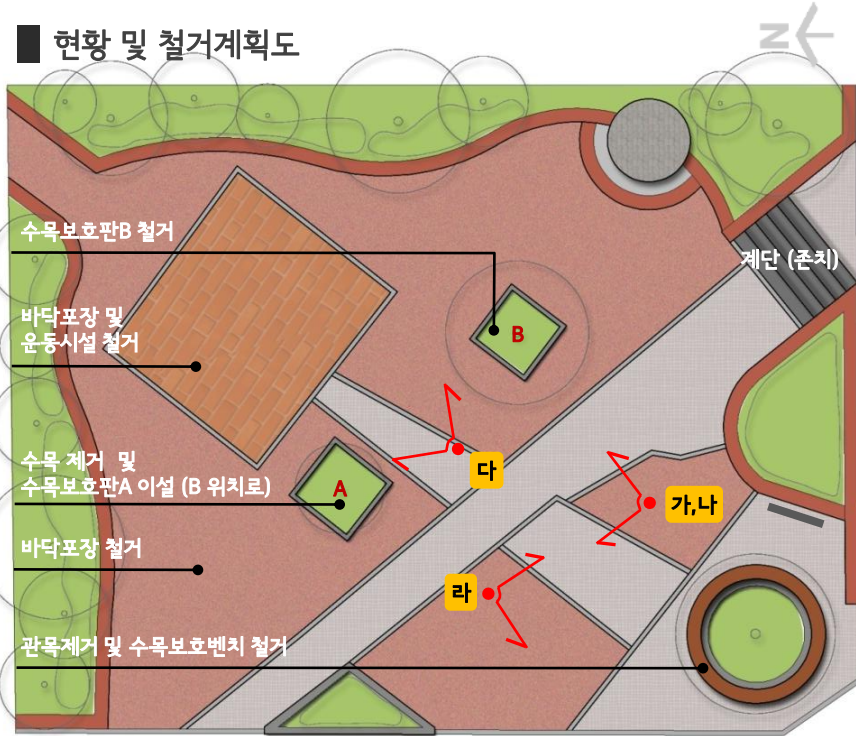 현황 및 철거계획도
N
수목보호판B 철거
계단 (존치)
바닥포장 및
운동시설 철거
B
수목 제거 및
수목보호판A 이설 (B 위치로)
A
다
가,나
바닥포장 철거
라
관목제거 및 수목보호벤치 철거